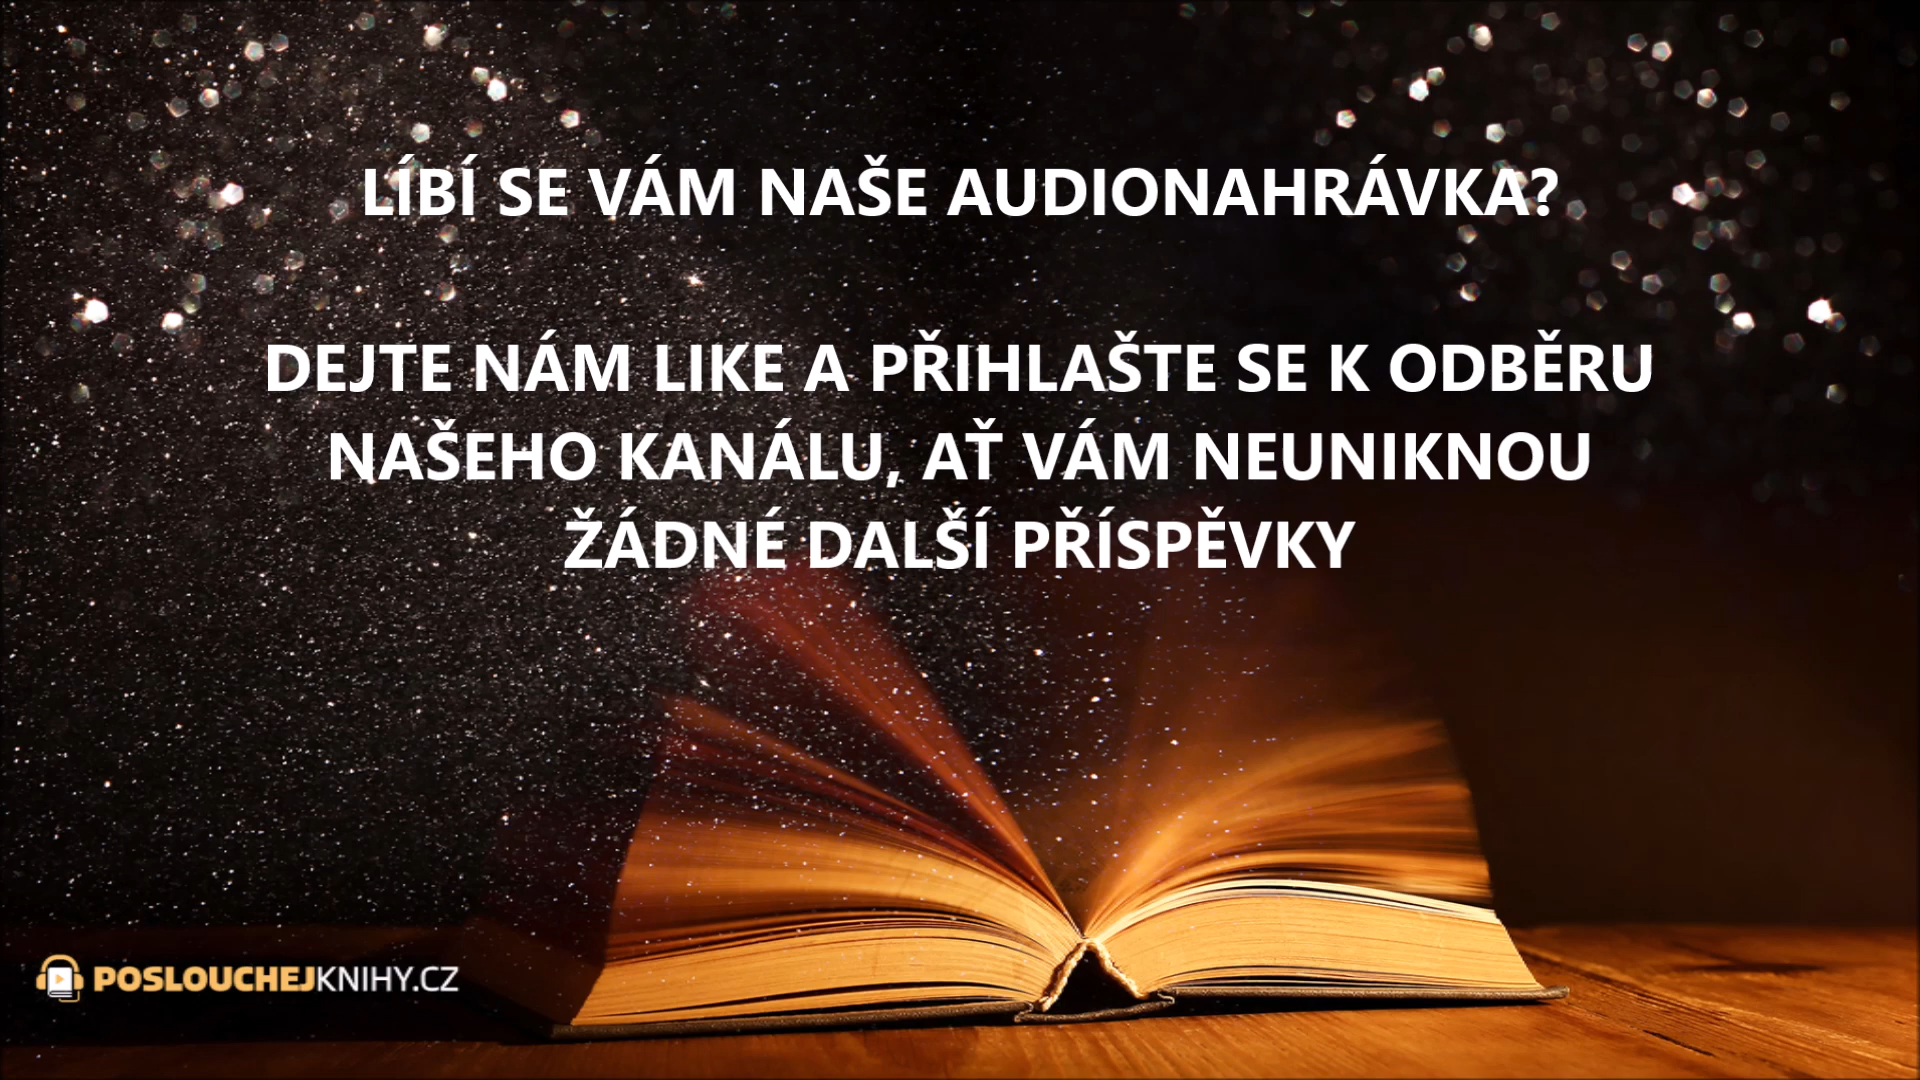 LÍBÍ SE VÁM NAŠE AUDIONAHRÁVKA?
DEJTE NÁM LIKE A PŘIHLAŠTE SE K ODBĚRU
NAŠEHO KANÁLU, AŤ VÁM NEUNIKNOU
ŽÁDNÉ DALŠÍ PŘÍSPĚVKY
POSLOUCHEJKNIHY.CZ